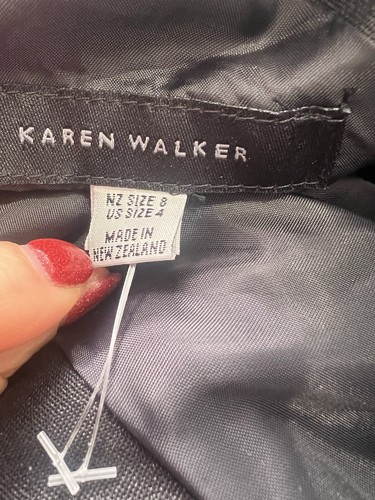 KAREN WALKER
NZ SIZE 8
US SIZE 4
MADE IN
NEW ZEALAND